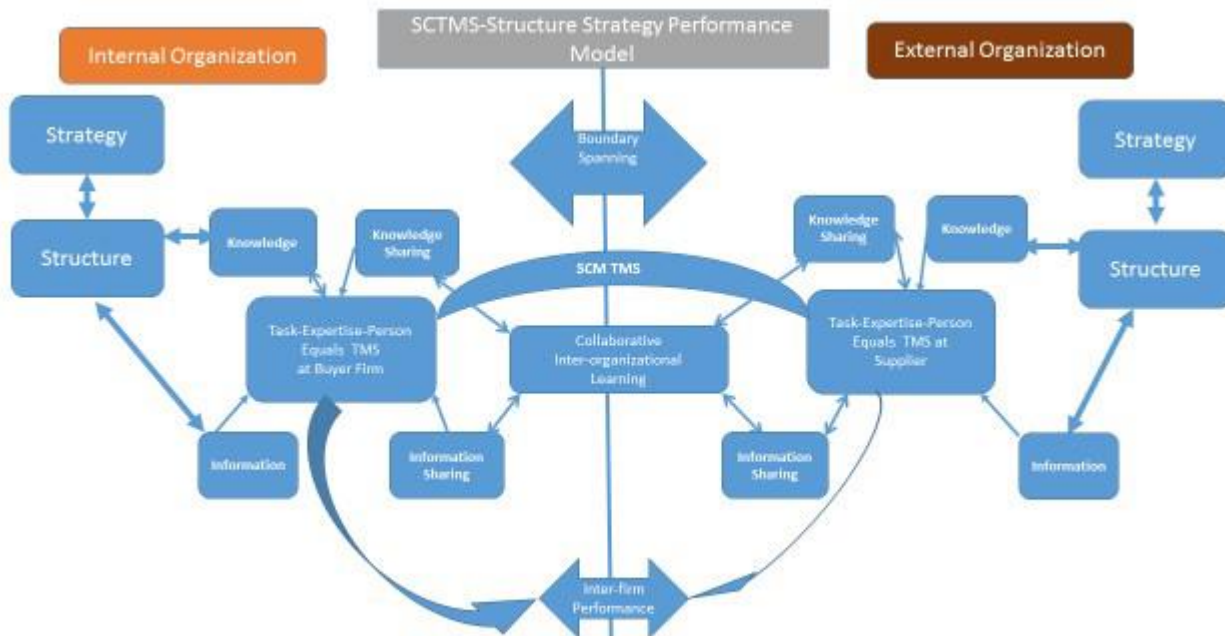 SCTMS-Structure Strategy Performance
Model
Internal Organization
External Organization
Strategy
Boundary
Spanning
Strategy
Structure
Knowledge
Knowledge
Sharing
Knowledge
Sharing
Knowledge
Structure
SCM TMS
Task-Expertise-Person
Equals TMS
at Buyer Firm
Collaborative
Inter-organizational
Learning
Task-Expertise-Person
Equals TMS at
Supplier
Information
Information
Sharing
Information
Sharing
Information
Inter-firm
Performance